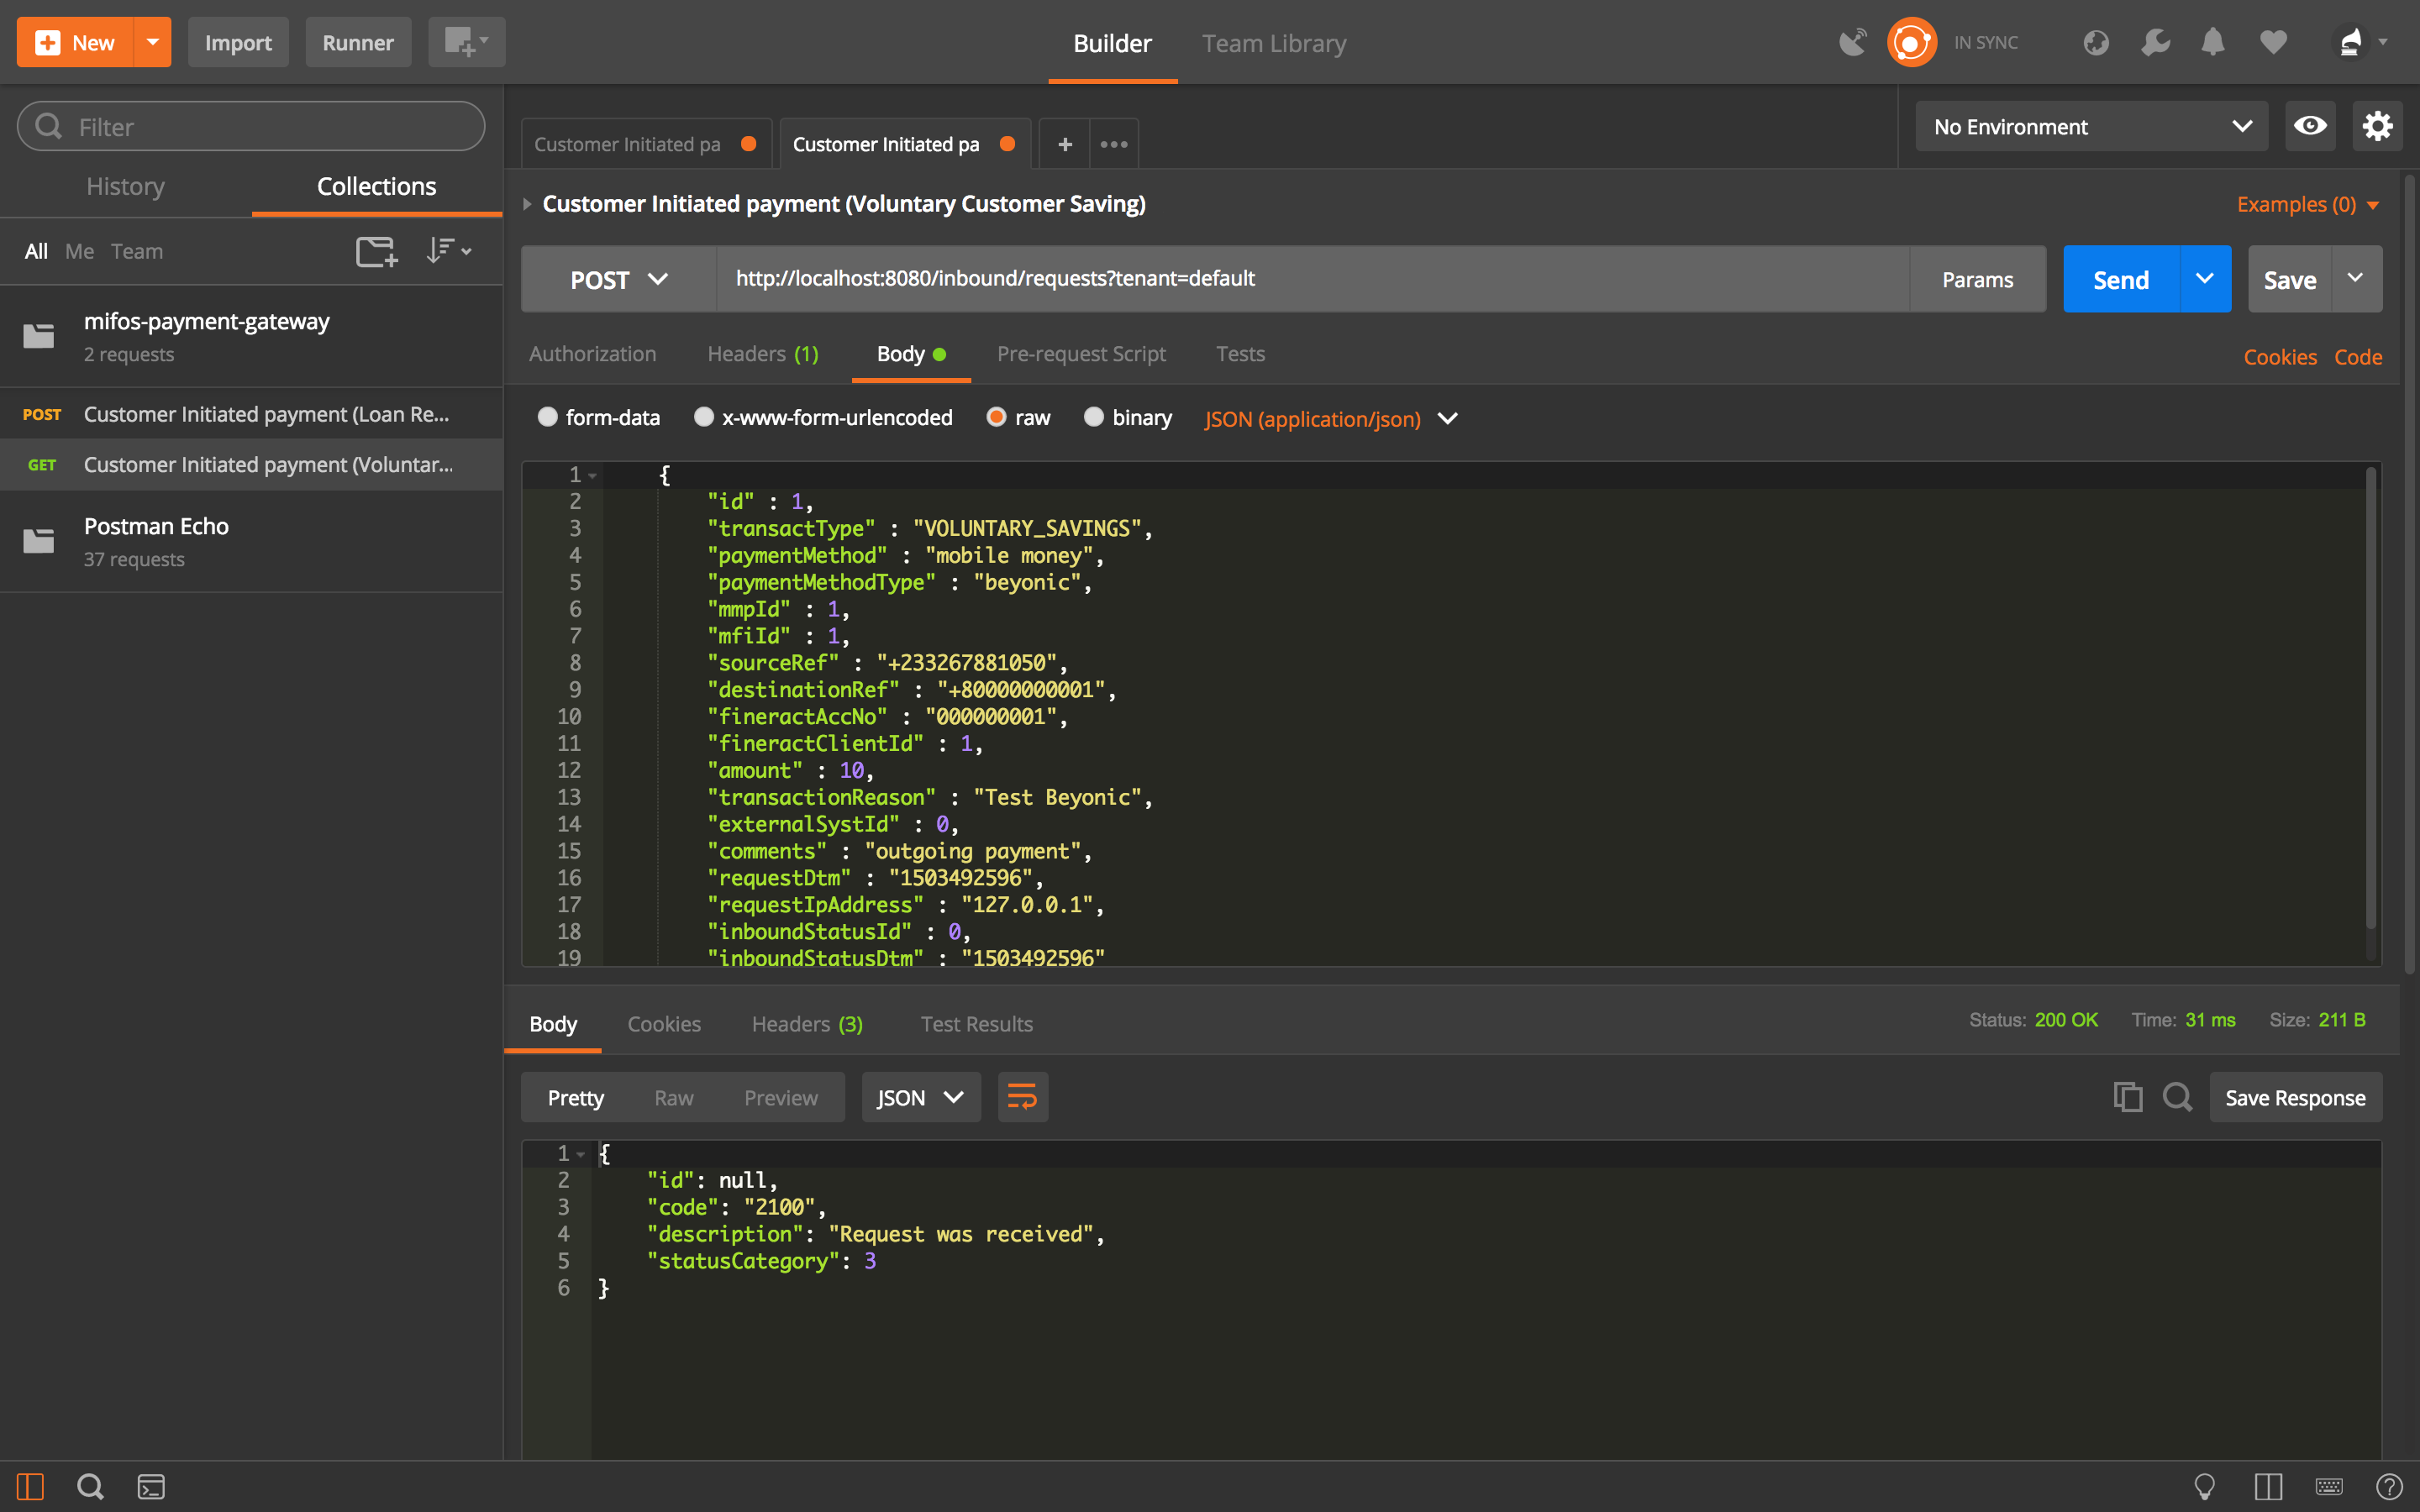 New
Import
Runner
Builder
Team Library
IN SYNC
Filter
History
Collections
All
Me
Team
mifos-payment-gateway
2 requests
POST Customer Initiated payment (Loan Re...
GET Customer Initiated payment (Voluntar...
Postman Echo
37 requests
Customer Initiated pa
Customer Initiated pa
No Environment
Customer Initiated payment (Voluntary Customer Saving)
Examples (0)
POST
http://localhost:8080/inbound/requests?tenant=default
Params
Send
Save
Authorization
Headers (1)
Body
Pre-request Script
Tests
Cookies
Code
form-data
x-www-form-urlencoded
raw
binary
JSON (application/json)
1 {
2 "id" : 1,
3 "transactType" : "VOLUNTARY_SAVINGS",
4 "paymentMethod" : "mobile money",
5 "paymentMethodType" : "beyonic",
6 "mmpId" : 1,
7 "mfiId" : 1,
8 "sourceRef" : "+233267881050",
9 "destinationRef" : "+80000000001",
10 "fineractAccNo" : "000000001",
11 "fineractClientId" : 1,
12 "amount" : 10,
13 "transactionReason" : "Test Beyonic",
14 "externalSystId" : 0,
15 "comments" : "outgoing payment",
16 "requestDtm" : "1503492596",
17 "requestIpAddress" : "127.0.0.1",
18 "inboundStatusId" : 0,
19 "inboundStatusDtm" : "1503492596"
Body
Cookies
Headers (3)
Test Results
Status: 200 OK
Time: 31 ms
Size: 211 B
Pretty
Raw
Preview
JSON
Save Response
1 {
2 "id": null,
3 "code": "2100",
4 "description": "Request was received",
5 "statusCategory": 3
6 }